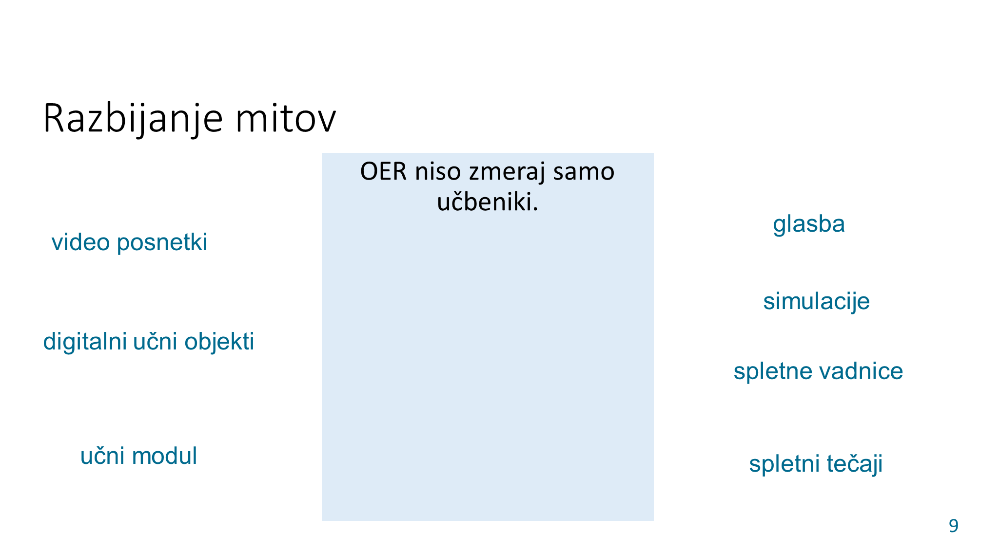 Razbijanje mitov
OER niso zmeraj samo
učbeniki.
video posnetki
digitalni učni objekti
učni modul
glasba
simulacije
spletne vadnice
spletni tečaji
9